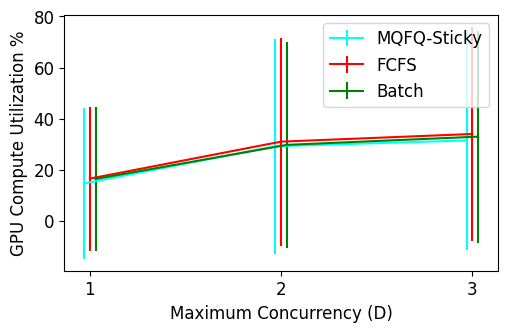 80
60
40
20
0
GPU Compute Utilization %
MQFQ-Sticky
FCFS
Batch
1
2
3
Maximum Concurrency (D)